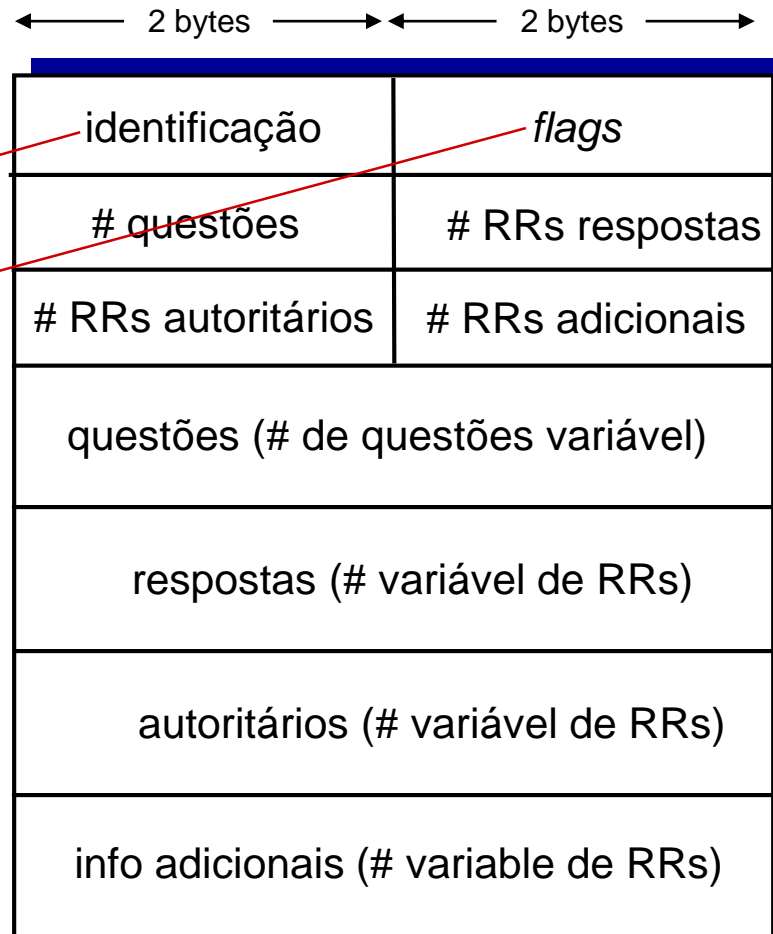 2 bytes 2 bytes
identificação flags
# questões # RRs respostas
# RRs autoritários # RRs adicionais
questões (# de questões variável)
respostas (# variável de RRs)
autoritários (# variável de RRs)
info adicionais (# variable de RRs)